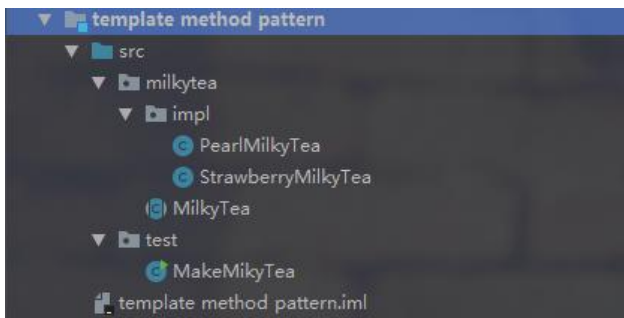 template method pattern
src
milkytea
impl
PearlMilkyTea
StrawberryMilkyTea
MilkyTea
test
MakeMikyTea
template method pattern.iml